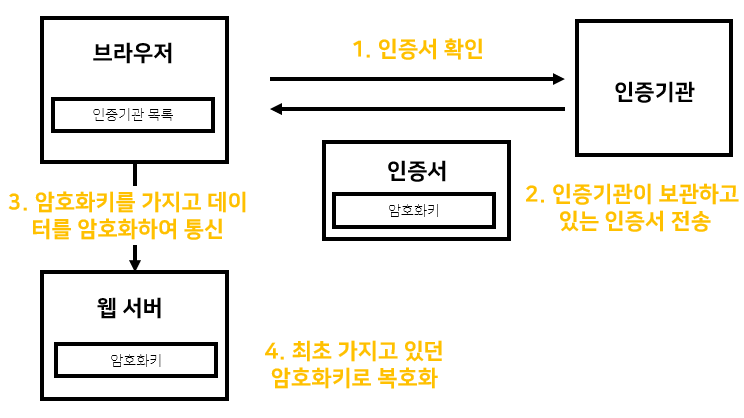 브라우저
인증기관 목록
1. 인증서 확인
인증기관
인증서
암호화키
2. 인증기관이 보관하고
있는 인증서 전송
3. 암호화키를 가지고 데이
터를 암호화하여 통신
웹 서버
암호화키
4. 최초 가지고 있던
암호화키로 복호화